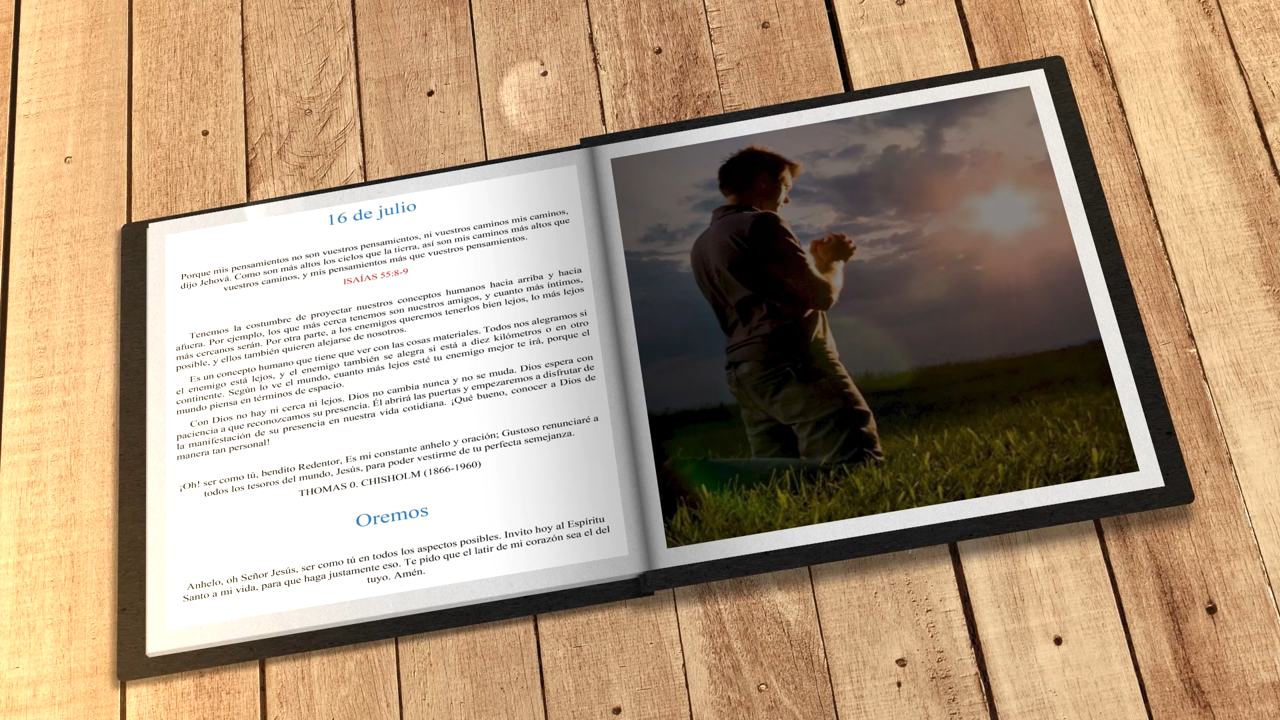 16 de julio
Porque mis pensamientos no son vuestros pensamientos, ni vuestros caminos mis caminos,
dijo Jehová. Como son más altos los cielos que la tierra, así son mis caminos más altos que
vuestros caminos, y mis pensamientos más que vuestros pensamientos.
ISAÍAS 55:8-9
Tenemos la costumbre de proyectar nuestros conceptos humanos hacia arriba y hacia
afuera. Por ejemplo, los que más cerca tenemos son nuestros amigos, y cuanto más íntimos,
más cercanos serán. Por otra parte, a los enemigos queremos tenerlos bien lejos, lo más lejos
posible, y ellos también quieren alejarse de nosotros.
Es un concepto humano que tiene que ver con las cosas materiales. Todos nos alegramos si
el enemigo está lejos, y el enemigo también se alegra si está a diez kilómetros o en otro
continente. Según lo ve el mundo, cuanto más lejos esté tu enemigo mejor te irá, porque el
mundo piensa en términos de espacio.
Con Dios no hay ni cerca ni lejos. Dios no cambia nunca y no se muda. Dios espera con
paciencia a que reconozcamos su presencia. Él abrirá las puertas y empezaremos a disfrutar de
la manifestación de su presencia en nuestra vida cotidiana. ¡Qué bueno, conocer a Dios de
manera tan personal!
¡Oh! ser como tú, bendito Redentor, Es mi constante anhelo y oración; Gustoso renunciaré a
todos los tesoros del mundo, Jesús, para poder vestirme de tu perfecta semejanza.
THOMAS 0. CHISHOLM (1866-1960)
Oremos
Anhelo, oh Señor Jesús, ser como tú en todos los aspectos posibles. Invito hoy al Espíritu
Santo a mi vida, para que haga justamente eso. Te pido que el latir de mi corazón sea el del
tuyo. Amén.